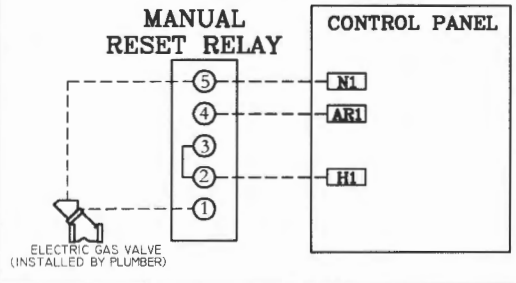 MANUAL
RESET RELAY
CONTROL PANEL
5
N1
4
AR1
3
2
H1
1
ELECTRIC GAS VALVE
(INSTALLED BY PLUMBER)